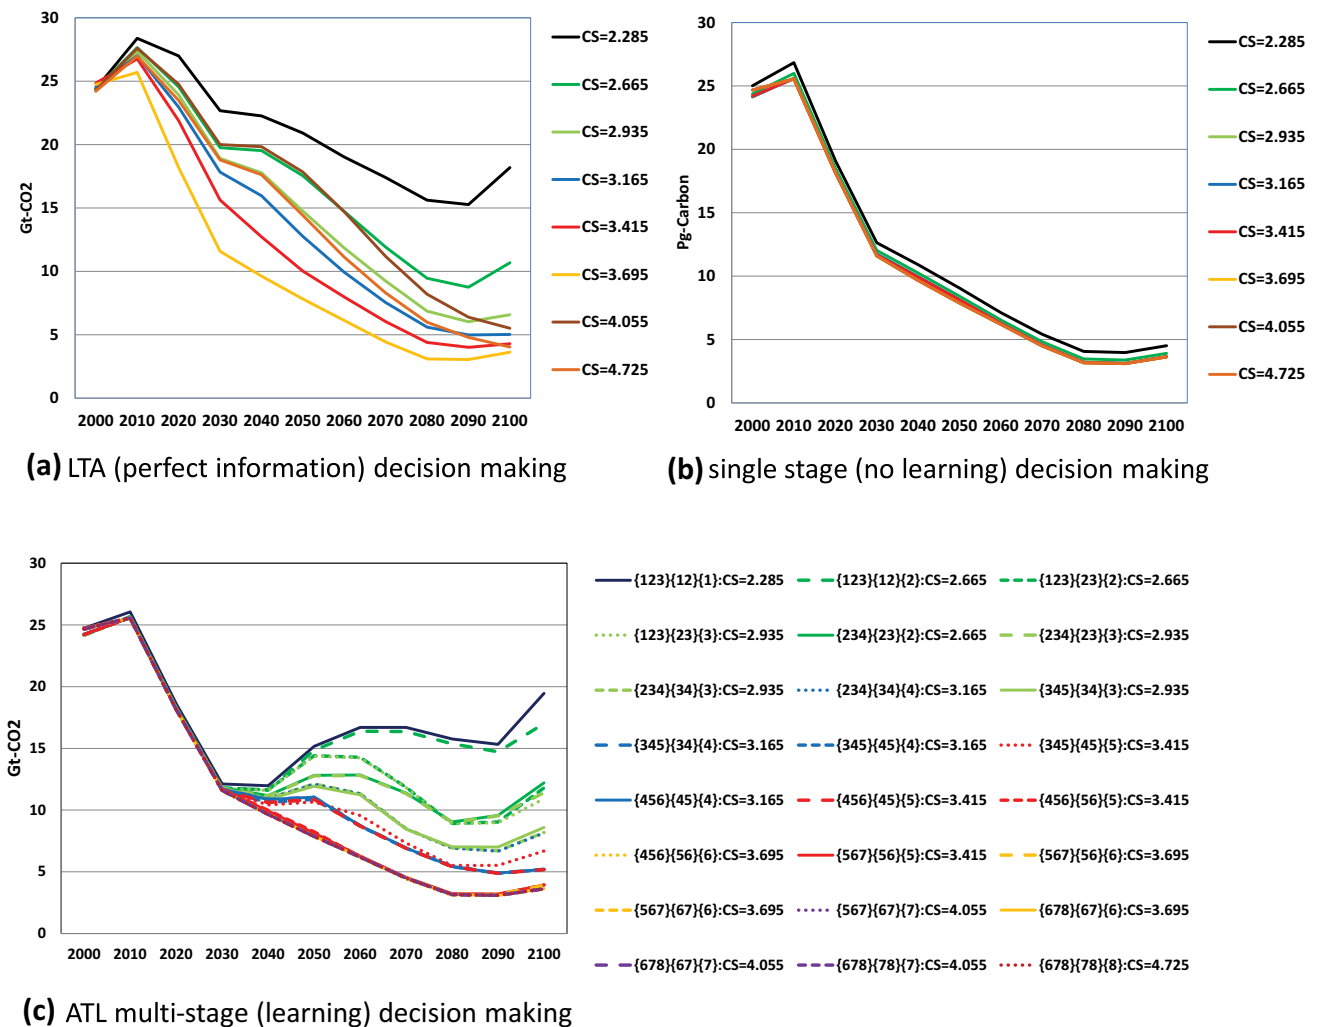 30
25
20
15
10
5
0
Gt-CO2
2000 2010 2020 2030 2040 2050 2060 2070 2080 2090 2100
CS=2.285
CS=2.665
CS=2.935
CS=3.165
CS=3.415
CS=3.695
CS=4.055
CS=4.725
(a) LTA (perfect information) decision making
30
25
20
15
10
5
0
Pg-Carbon
2000 2010 2020 2030 2040 2050 2060 2070 2080 2090 2100
CS=2.285
CS=2.665
CS=2.935
CS=3.165
CS=3.415
CS=3.695
CS=4.055
CS=4.725
(b) single stage (no learning) decision making
30
25
20
15
10
5
0
Gt-CO2
2000 2010 2020 2030 2040 2050 2060 2070 2080 2090 2100
{123}{12}{1}:CS=2.285 {123}{12}{2}:CS=2.665 {123}{23}{2}:CS=2.665
{123}{23}{3}:CS=2.935 {234}{23}{2}:CS=2.665 {234}{23}{3}:CS=2.935
{234}{34}{3}:CS=2.935 {234}{34}{4}:CS=3.165 {345}{34}{3}:CS=2.935
{345}{34}{4}:CS=3.165 {345}{45}{4}:CS=3.165 {345}{45}{5}:CS=3.415
{456}{45}{4}:CS=3.165 {456}{45}{5}:CS=3.415 {456}{56}{5}:CS=3.415
{456}{56}{6}:CS=3.695 {567}{56}{5}:CS=3.415 {567}{56}{6}:CS=3.695
{567}{67}{6}:CS=3.695 {567}{67}{7}:CS=4.055 {678}{67}{6}:CS=3.695
{678}{67}{7}:CS=4.055 {678}{78}{7}:CS=4.055 {678}{78}{8}:CS=4.725
(c) ATL multi-stage (learning) decision making